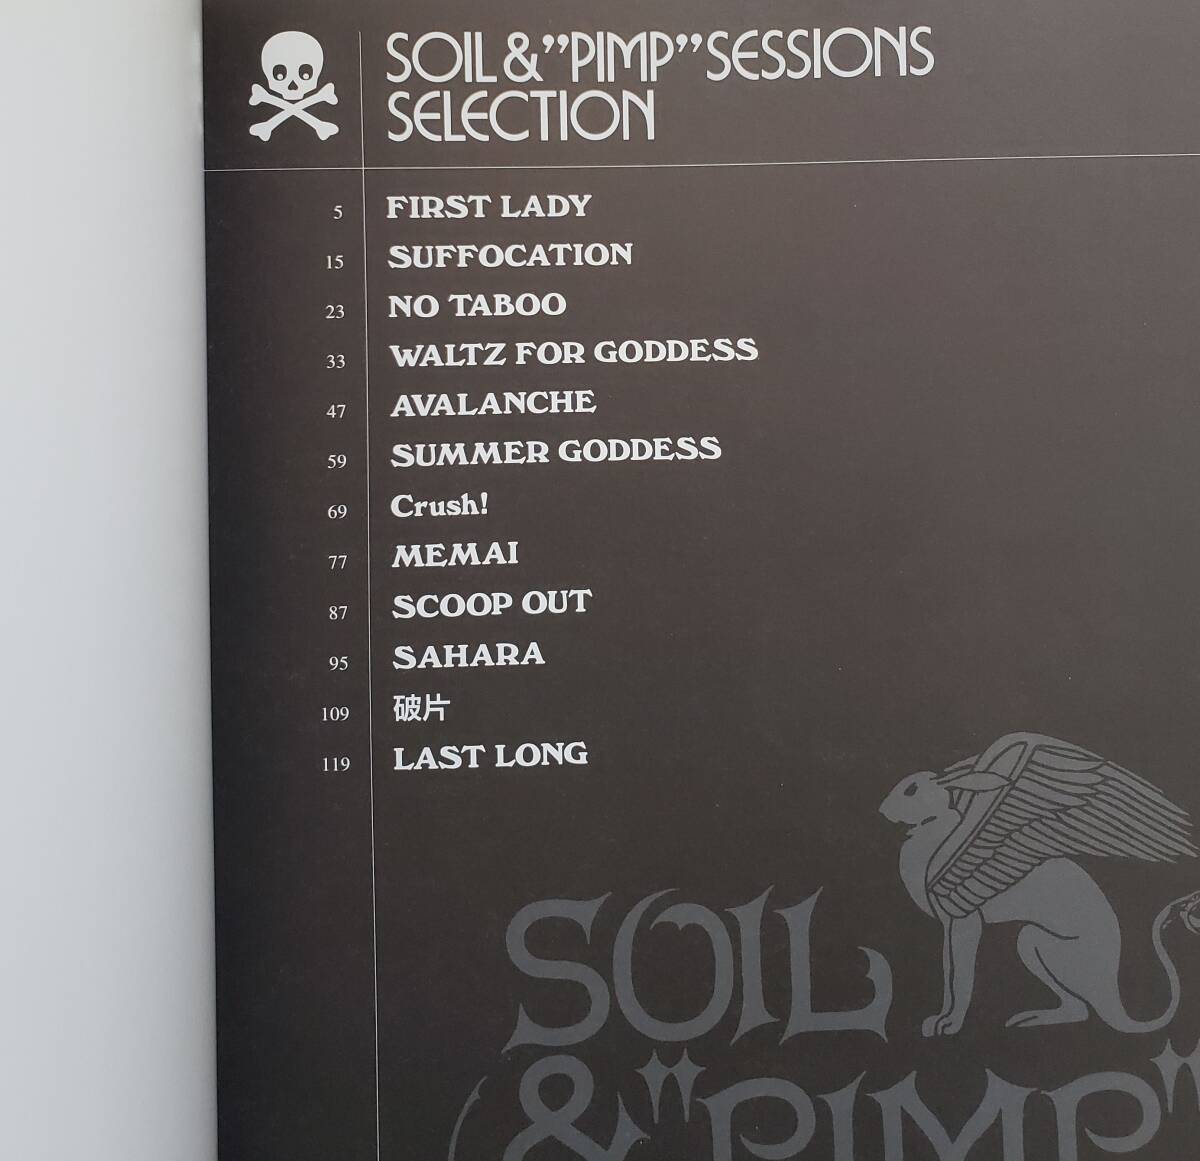 SOIL &"PIMP"SESSIONS
SELECTION
5 FIRST LADY
15 SUFFOCATION
23 NO TABOO
33 WALTZ FOR GODDESS
47 AVALANCHE
59 SUMMER GODDESS
69 Crush!
77 MEMAI
87 SCOOP OUT
95 SAHARA
109 破片
119 LAST LONG
SOIL
& "PIMP"